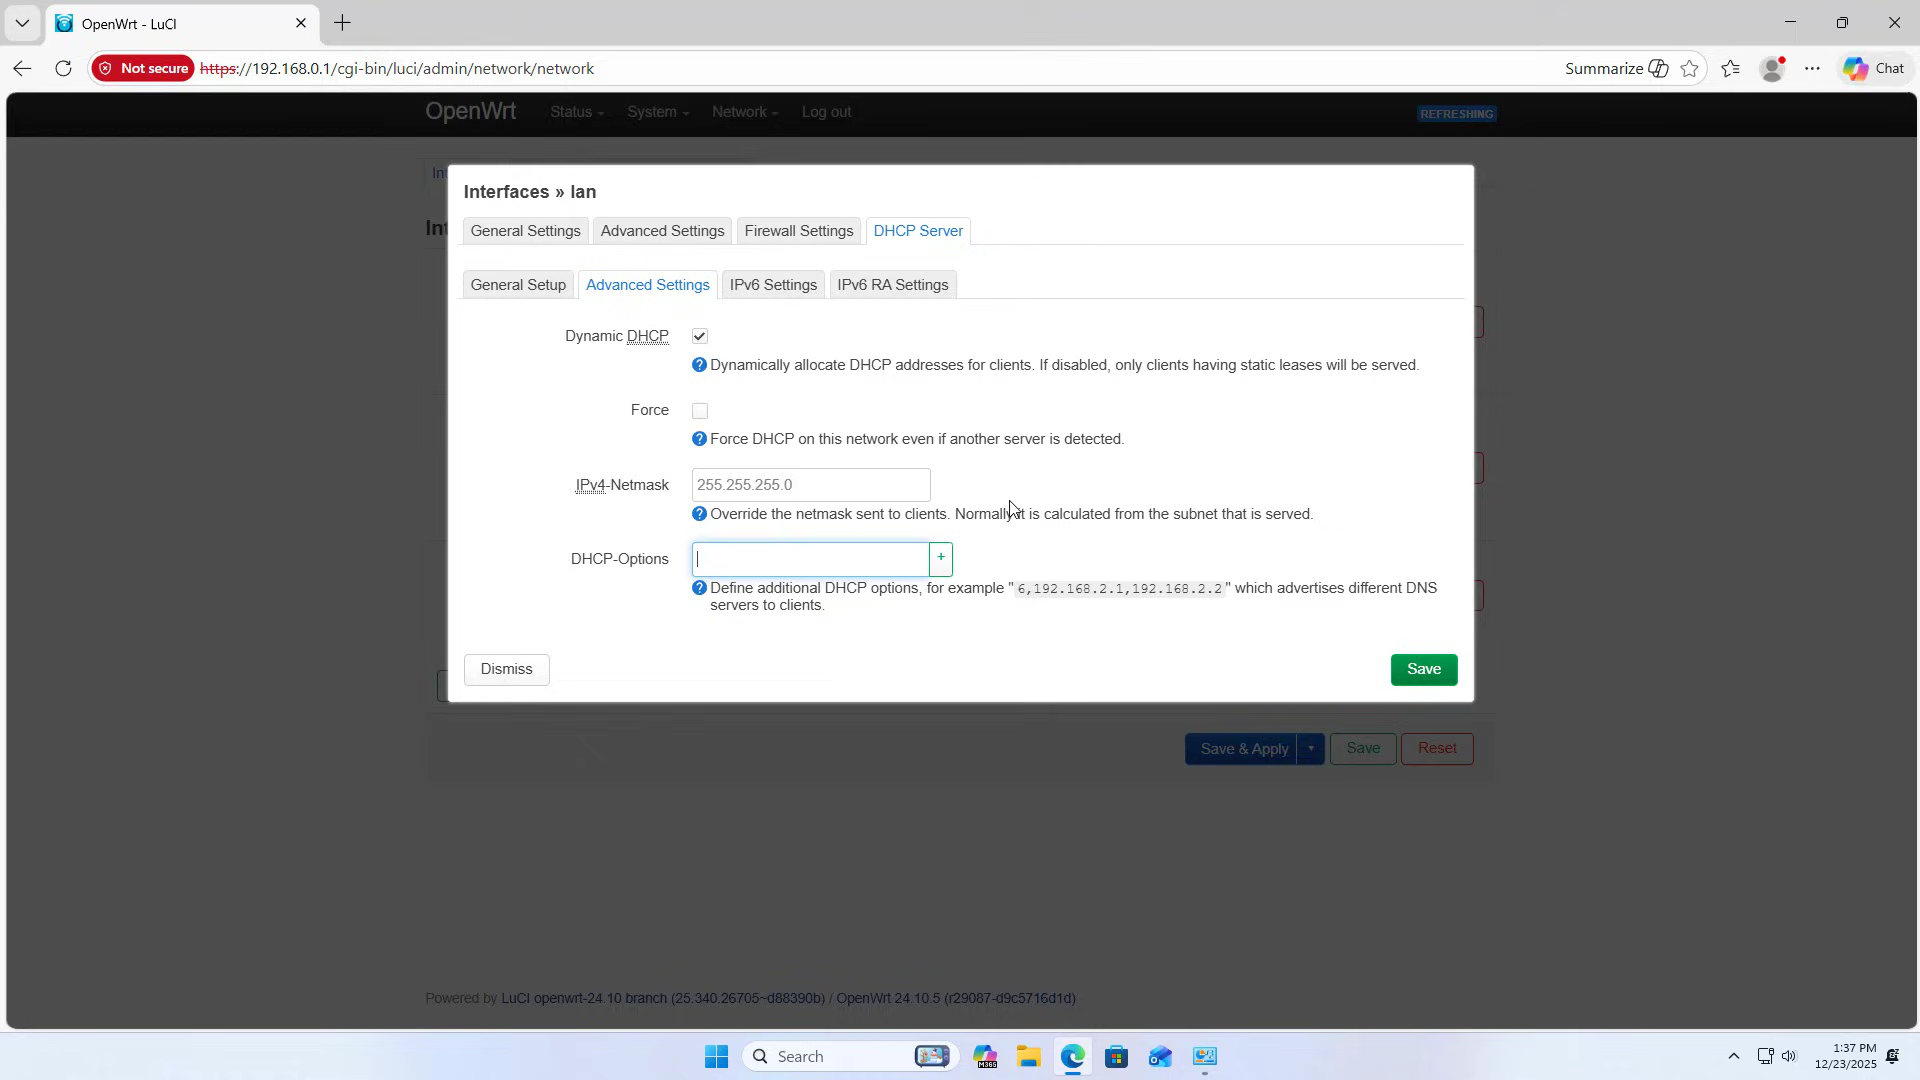 OpenWrt - LuCI
Not secure https://192.168.0.1/cgi-bin/luci/admin/network/network Summarize Chat
OpenWrt Status System Network Log out REFRESHING
Interfaces » lan
General Settings Advanced Settings Firewall Settings DHCP Server
General Setup Advanced Settings IPv6 Settings IPv6 RA Settings
Dynamic DHCP
Dynamically allocate DHCP addresses for clients. If disabled, only clients having static leases will be served.
Force
Force DHCP on this network even if another server is detected.
IPv4-Netmask 255.255.255.0
Override the netmask sent to clients. Normally it is calculated from the subnet that is served.
DHCP-Options +
Define additional DHCP options, for example "6,192.168.2.1,192.168.2.2" which advertises different DNS
servers to clients.
Dismiss Save
Save & Apply Save Reset
Powered by LuCI openwrt-24.10 branch (25.340.26705~d88390b) / OpenWrt 24.10.5 (r29087-d9c5716d1d)
Search M365
1:37 PM
12/23/2025